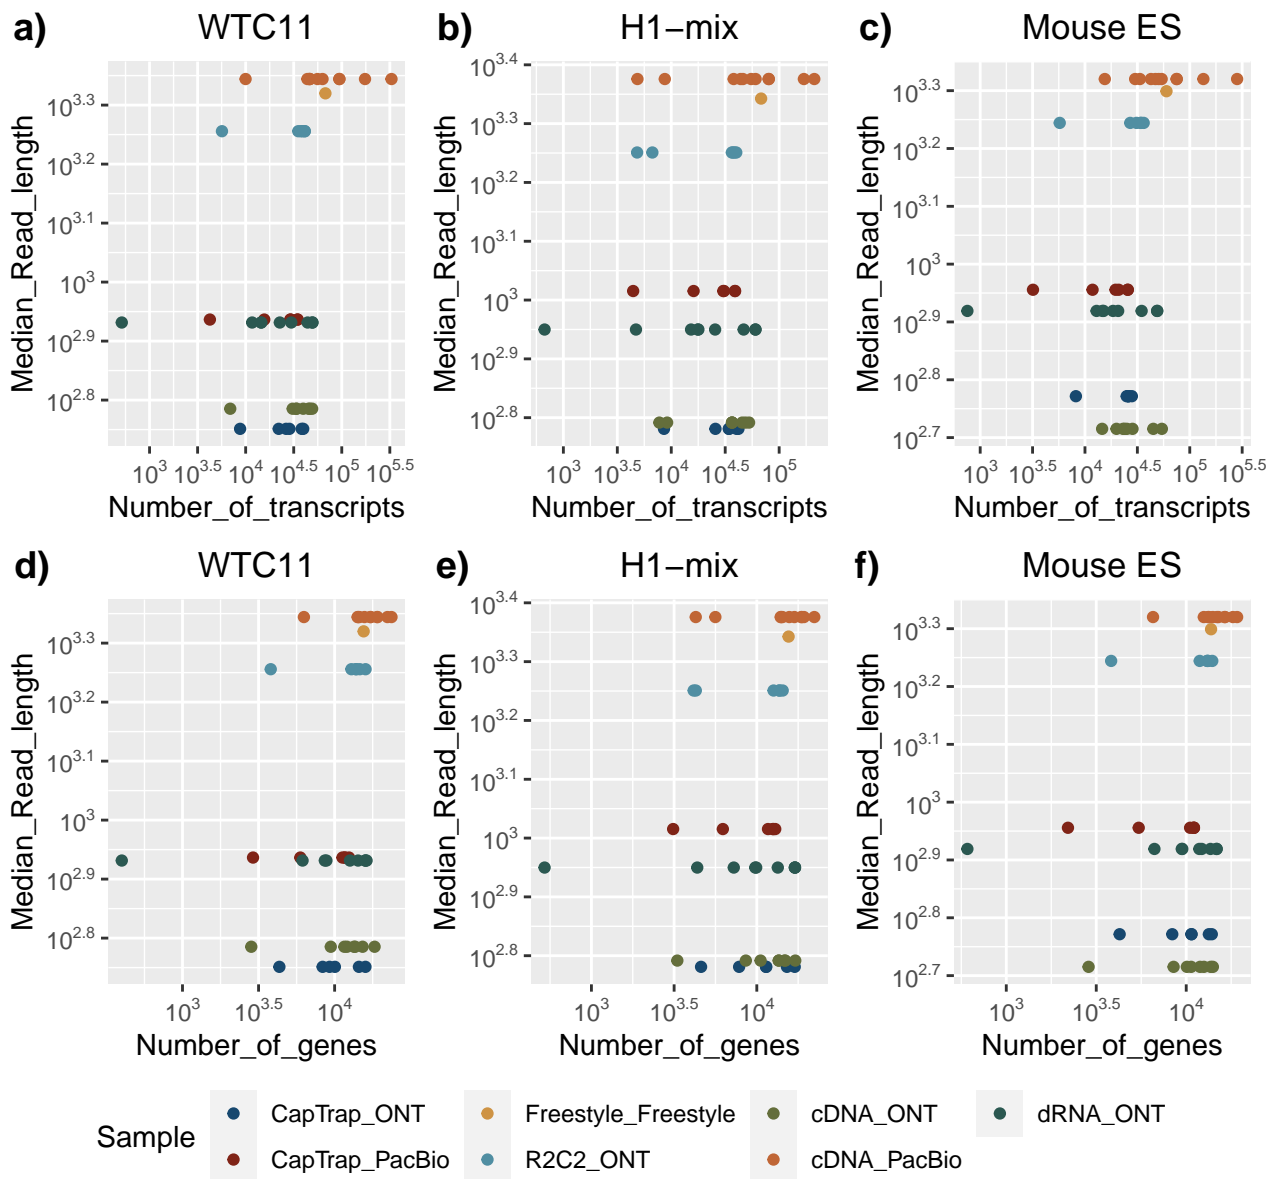 a) WTC11
b) H1−mix
c) Mouse ES
Median_Read_length
10^3.3
10^3.2
10^3.1
10^3
10^2.9
10^2.8
10^3 10^3.5 10^4 10^4.5 10^5 10^5.5
Number_of_transcripts
Median_Read_length
10^3.4
10^3.3
10^3.2
10^3.1
10^3
10^2.9
10^2.8
10^3 10^3.5 10^4 10^4.5 10^5
Number_of_transcripts
Median_Read_length
10^3.3
10^3.2
10^3.1
10^3
10^2.9
10^2.8
10^2.7
10^3 10^3.5 10^4 10^4.5 10^5 10^5.5
Number_of_transcripts
d) WTC11
e) H1−mix
f) Mouse ES
Median_Read_length
10^3.3
10^3.2
10^3.1
10^3
10^2.9
10^2.8
10^3 10^3.5 10^4
Number_of_genes
Median_Read_length
10^3.4
10^3.3
10^3.2
10^3.1
10^3
10^2.9
10^2.8
10^3 10^3.5 10^4
Number_of_genes
Median_Read_length
10^3.3
10^3.2
10^3.1
10^3
10^2.9
10^2.8
10^2.7
10^3 10^3.5 10^4
Number_of_genes
Sample
CapTrap_ONT Freestyle_Freestyle cDNA_ONT dRNA_ONT
CapTrap_PacBio R2C2_ONT cDNA_PacBio